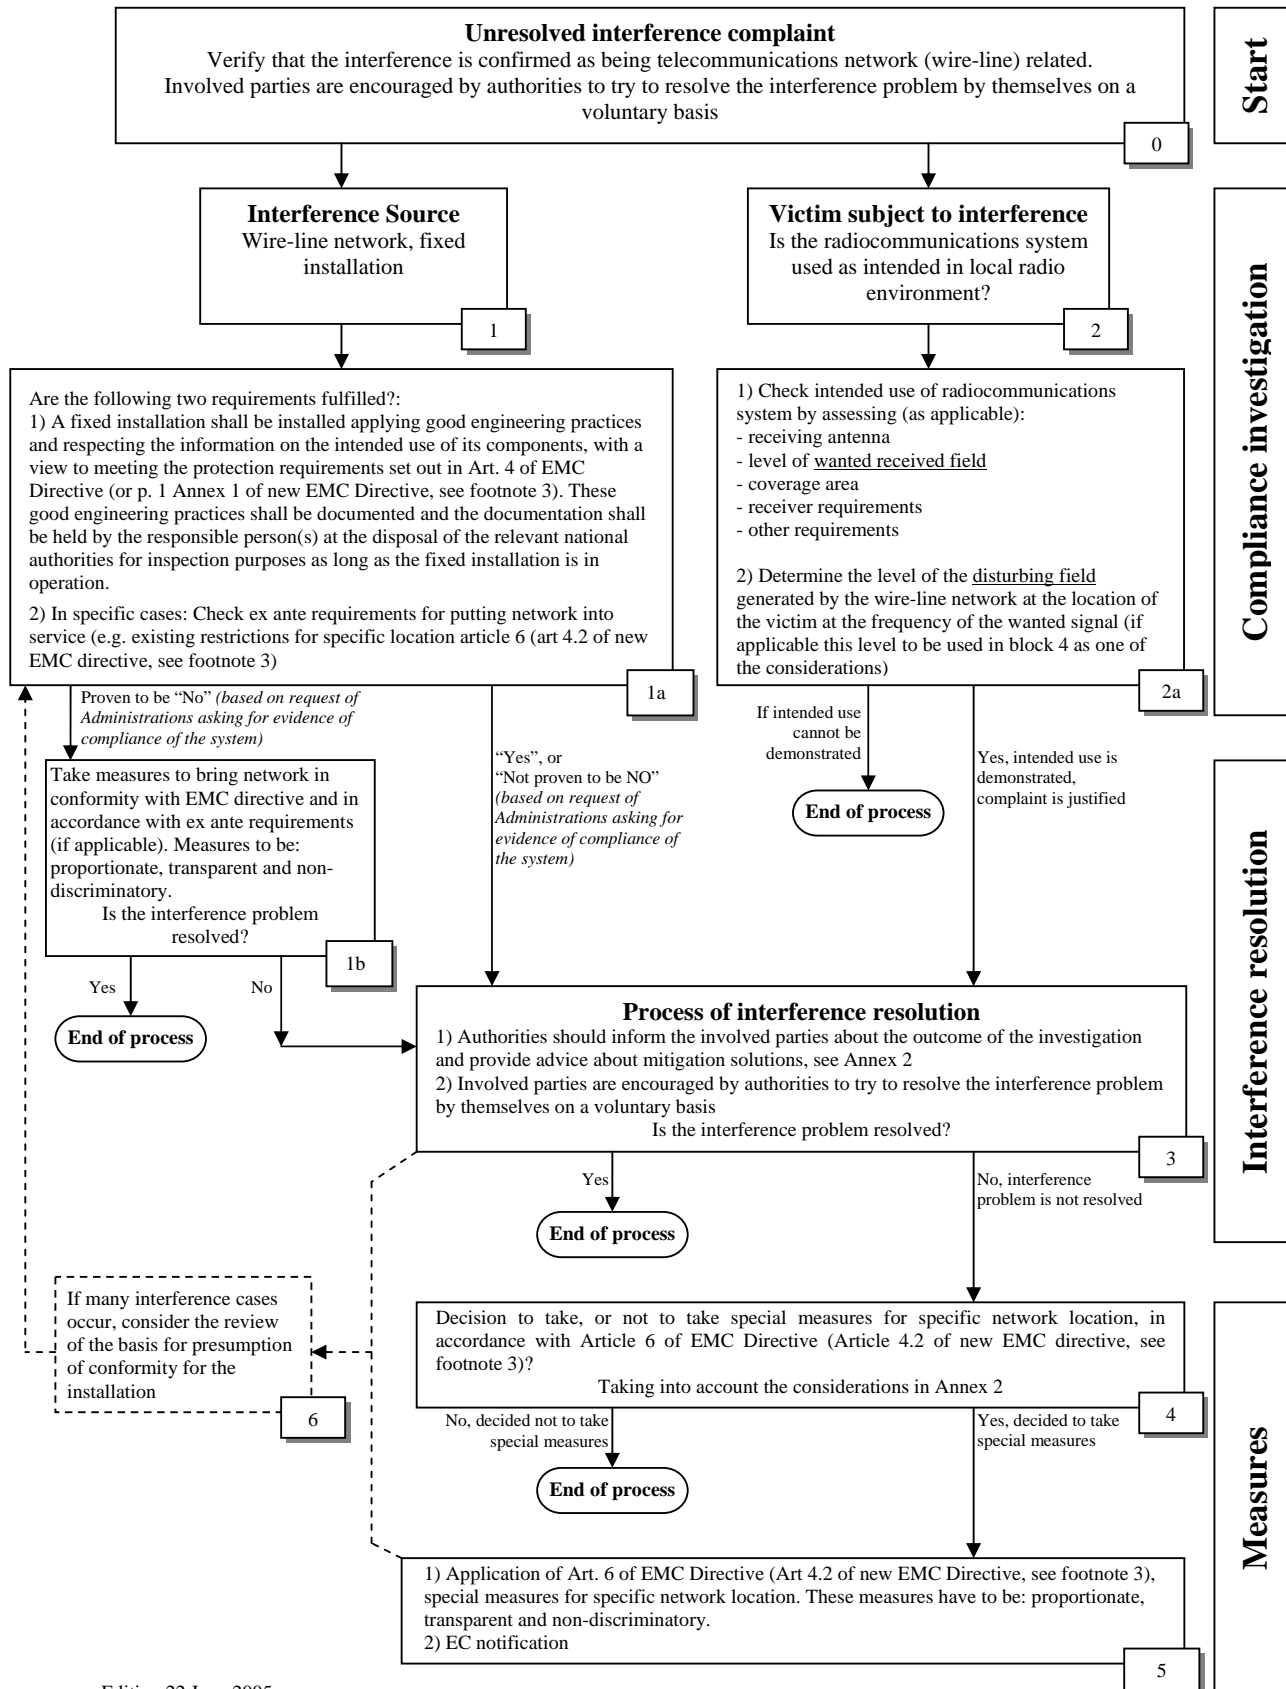 Unresolved interference complaint
Verify that the interference is confirmed as being telecommunications network (wire-line) related.
Involved parties are encouraged by authorities to try to resolve the interference problem by themselves on a
voluntary basis
0
Start
Interference Source
Wire-line network, fixed
installation
1
Victim subject to interference
Is the radiocommunications system
used as intended in local radio
environment?
2
Compliance investigation
Are the following two requirements fulfilled?:
1) A fixed installation shall be installed applying good engineering practices
and respecting the information on the intended use of its components, with a
view to meeting the protection requirements set out in Art. 4 of EMC
Directive (or p. 1 Annex 1 of new EMC Directive, see footnote 3). These
good engineering practices shall be documented and the documentation shall
be held by the responsible person(s) at the disposal of the relevant national
authorities for inspection purposes as long as the fixed installation is in
operation.
2) In specific cases: Check ex ante requirements for putting network into
service (e.g. existing restrictions for specific location article 6 (art 4.2 of new
EMC directive, see footnote 3)
1a
1) Check intended use of radiocommunications
system by assessing (as applicable):
- receiving antenna
- level of wanted received field
- coverage area
- receiver requirements
- other requirements
2) Determine the level of the disturbing field
generated by the wire-line network at the location of
the victim at the frequency of the wanted signal (if
applicable this level to be used in block 4 as one of
the considerations)
2a
Proven to be “No” (based on request of
Administrations asking for evidence of
compliance of the system)
“Yes”, or
“Not proven to be NO”
(based on request of
Administrations asking for
evidence of compliance of
the system)
If intended use
cannot be
demonstrated
End of process
Yes, intended use is
demonstrated,
complaint is justified
Take measures to bring network in
conformity with EMC directive and in
accordance with ex ante requirements
(if applicable). Measures to be:
proportionate, transparent and non-
discriminatory.
Is the interference problem
resolved?
1b
Yes
No
End of process
Interference resolution
Process of interference resolution
1) Authorities should inform the involved parties about the outcome of the investigation
and provide advice about mitigation solutions, see Annex 2
2) Involved parties are encouraged by authorities to try to resolve the interference problem
by themselves on a voluntary basis
Is the interference problem resolved?
3
Yes
End of process
No, interference
problem is not resolved
If many interference cases
occur, consider the review
of the basis for presumption
of conformity for the
installation
6
Decision to take, or not to take special measures for specific network location, in
accordance with Article 6 of EMC Directive (Article 4.2 of new EMC directive, see
footnote 3)?
Taking into account the considerations in Annex 2
4
No, decided not to take
special measures
End of process
Yes, decided to take
special measures
Measures
1) Application of Art. 6 of EMC Directive (Art 4.2 of new EMC Directive, see footnote 3),
special measures for specific network location. These measures have to be: proportionate,
transparent and non-discriminatory.
2) EC notification
5
Edition 22 June 2005